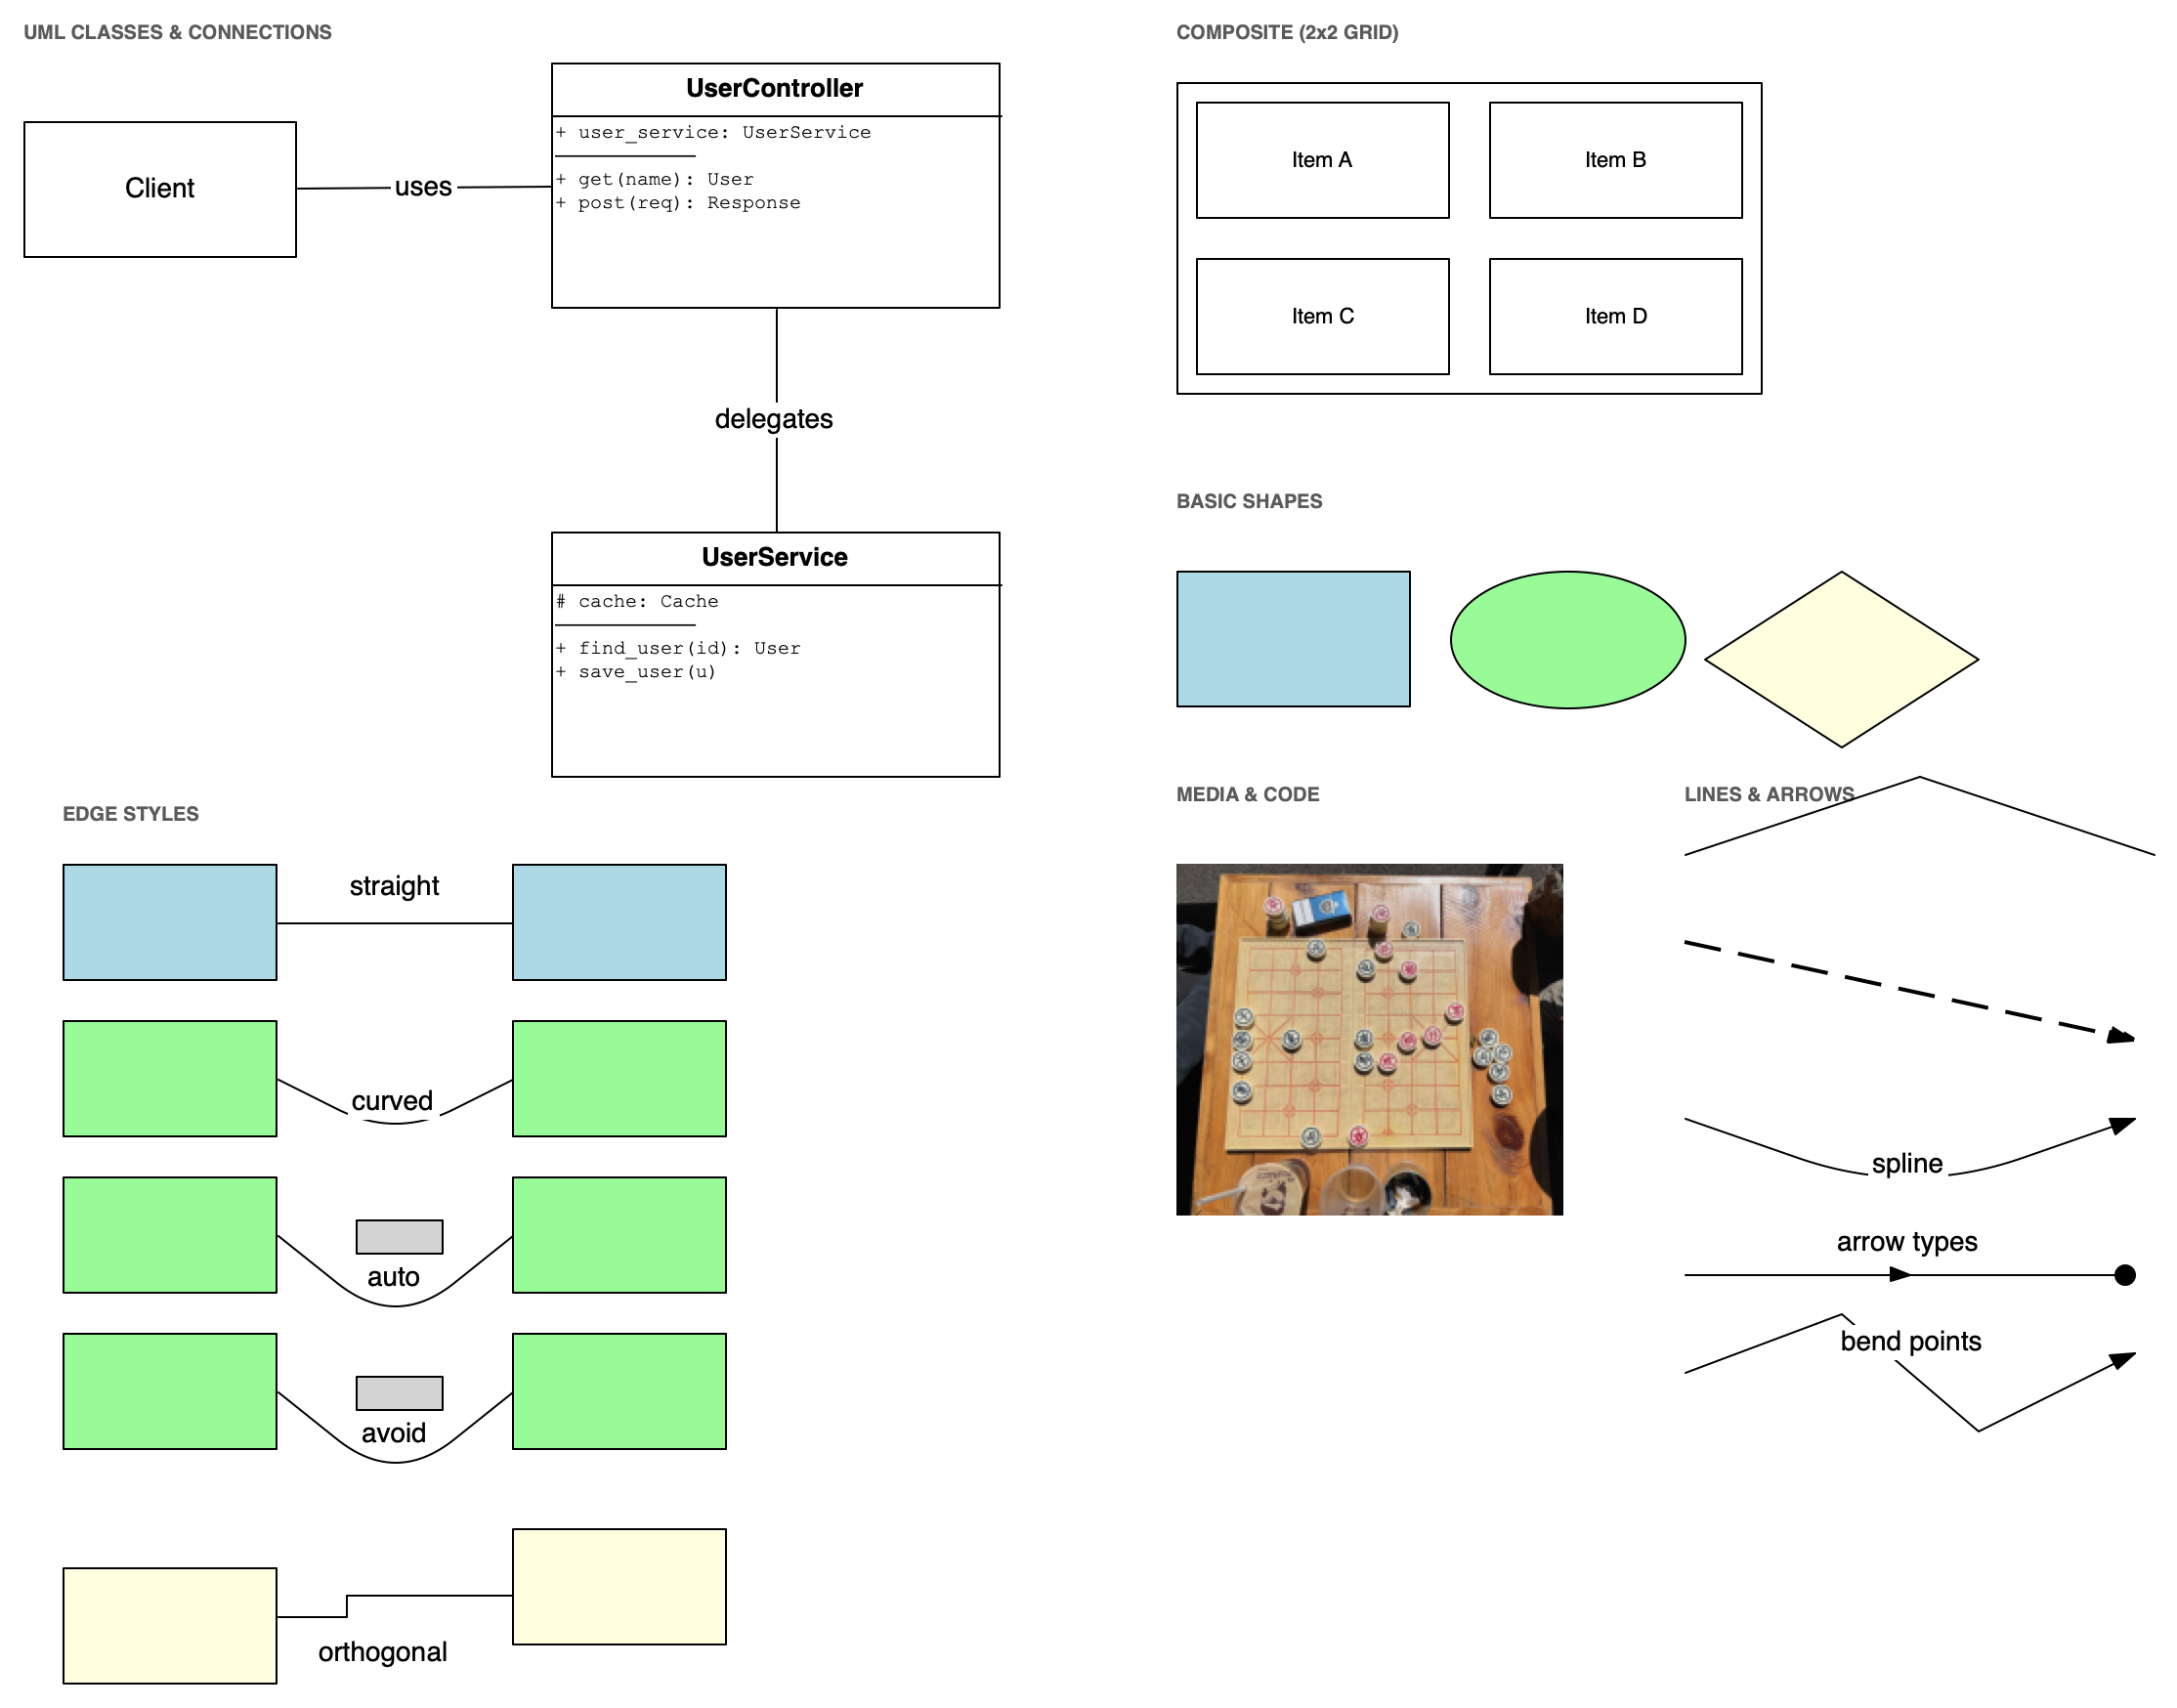 UML CLASSES & CONNECTIONS
Client
uses
UserController
+ user_service: UserService
+ get(name): User
+ post(req): Response
delegates
UserService
# cache: Cache
+ find_user(id): User
+ save_user(u)
EDGE STYLES
straight
curved
auto
avoid
orthogonal
COMPOSITE (2x2 GRID)
Item A
Item B
Item C
Item D
BASIC SHAPES
MEDIA & CODE
LINES & ARROWS
spline
arrow types
bend points